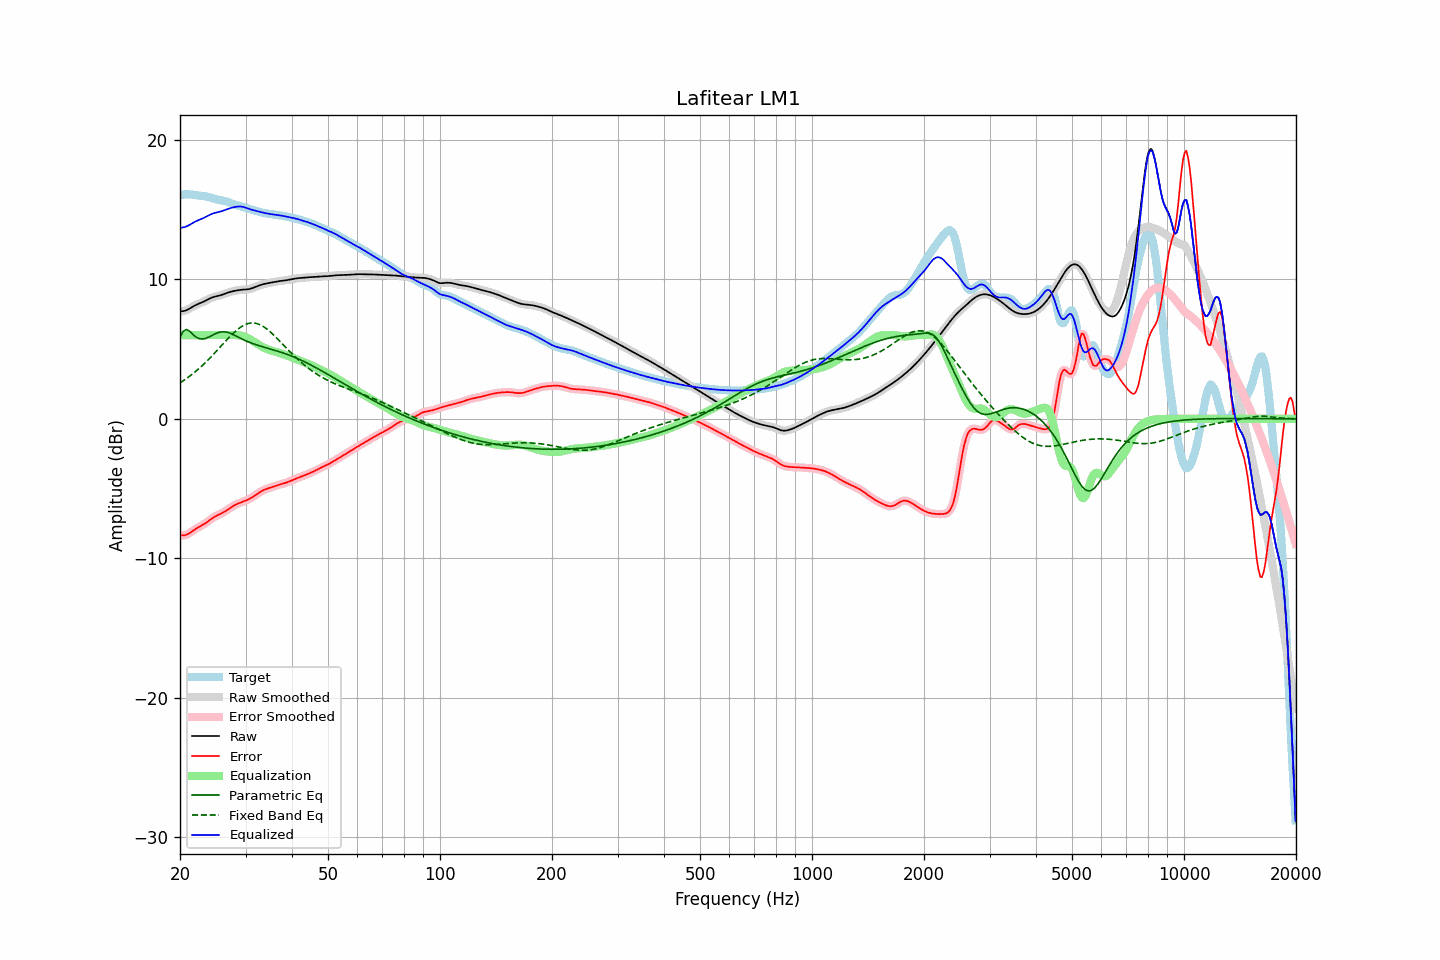 Lafitear LM1
Amplitude (dBr)
20
10
0
−10
−20
−30
Target
Raw Smoothed
Error Smoothed
Raw
Error
Equalization
Parametric Eq
Fixed Band Eq
Equalized
20 50 100 200 500 1000 2000 5000 10000 20000
Frequency (Hz)